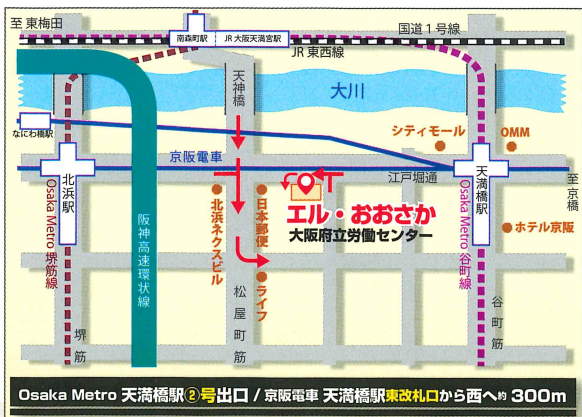 至 東梅田
南森町駅
JR 大阪天満宮駅
国道1号線
JR 東西線
天神橋
大川
なにわ橋駅
シティモール
OMM
京阪電車
江戸堀通
北浜駅
天満橋駅
至 京橋
Osaka Metro 堺筋線
Osaka Metro 谷町線
阪神高速環状線
エル・おおさか
大阪府立労働センター
北浜ネクスビル
日本郵便
ホテル京阪
ライフ
堺筋
松屋町筋
谷町筋
Osaka Metro 天満橋駅②号出口 / 京阪電車 天満橋駅東改札口から西へ約 300m